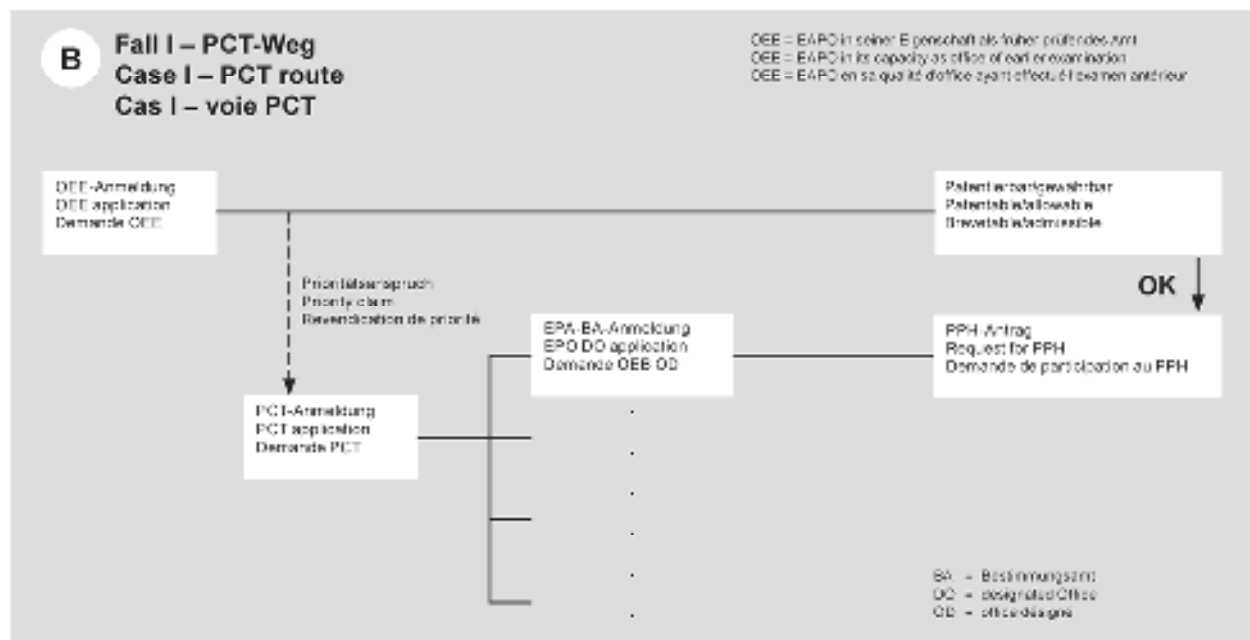 B
Fall I – PCT-Weg
Case I – PCT route
Cas I – voie PCT
OEE = EAPO in seiner Eigenschaft als früher prüfendes Amt
OEE = EAPO in its capacity as office of earlier examination
OEE = EAPO en sa qualité d'office ayant effectué l'examen antérieur
OEE-Anmeldung
OEE application
Demande OEE
Patentierbar/gewährbar
Patentable/allowable
Brevetable/admissible
Prioritätsanspruch
Priority claim
Revendication de priorité
OK
EPA-BA-Anmeldung
EPO DO application
Demande OEB OD
PPH-Antrag
Request for PPH
Demande de participation au PPH
PCT-Anmeldung
PCT application
Demande PCT
BA = Bestimmungsamt
DO = designated Office
OD = office désigné